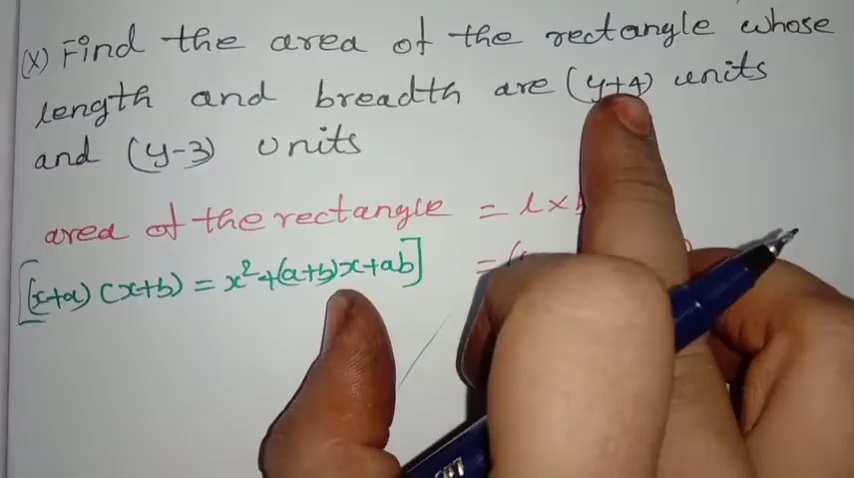 (X) Find the area of the rectangle whose
length and breadth are (y+4) units
and (y-3) units
area of the rectangle = l x
[(x+a) (x+b) = x²+(a+b)x+ab] =